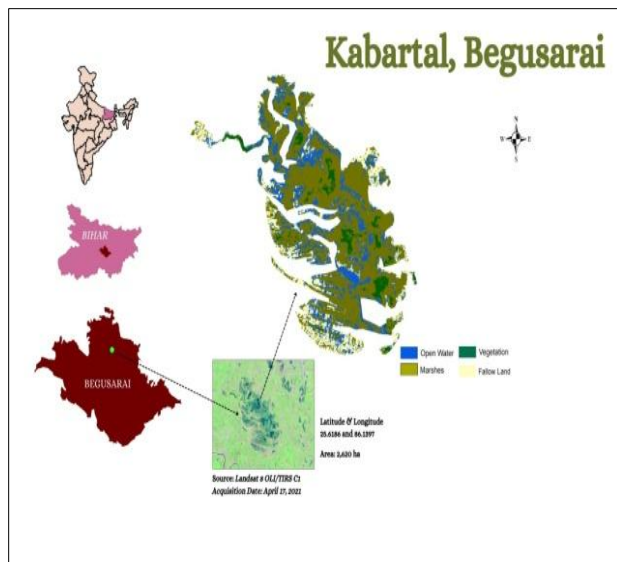 Kabartal, Begusarai
N
W
E
S
BIHAR
BEGUSARAI
Open Water
Vegetation
Marshes
Fallow Land
Latitude & Longitude
25.6186 and 86.1397
Area: 2,620 ha
Source: Landsat 8 OLI/TIRS C1
Acquisition Date: April 17, 2021